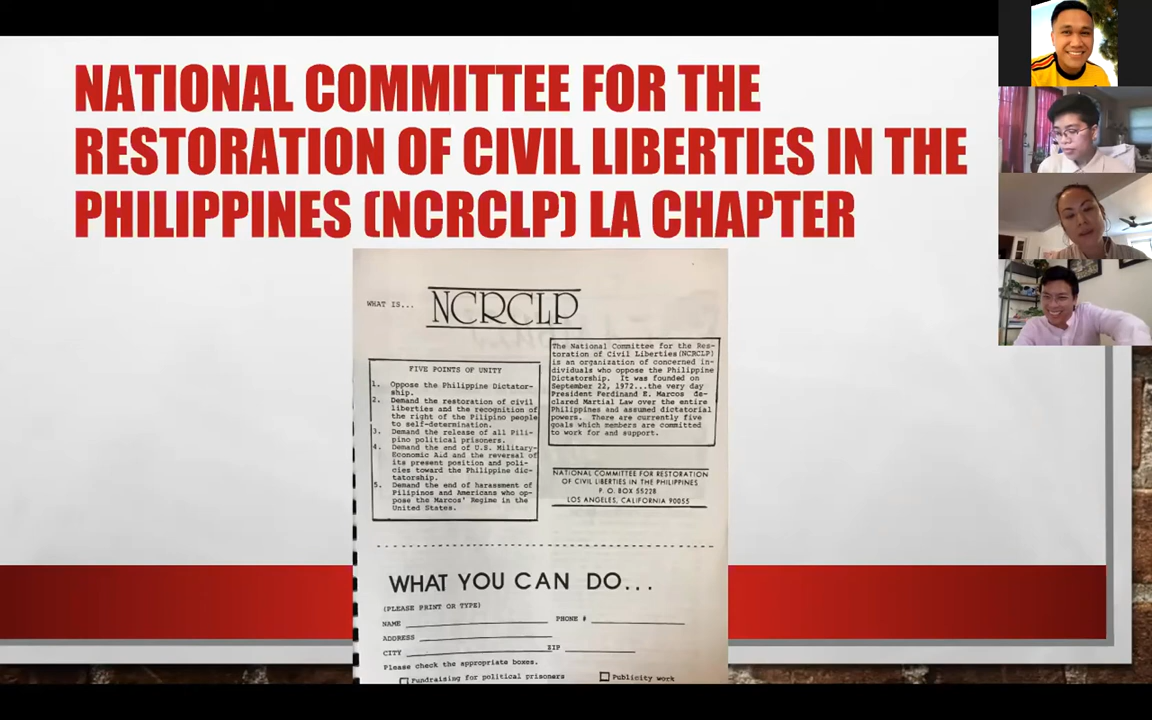 NATIONAL COMMITTEE FOR THE
RESTORATION OF CIVIL LIBERTIES IN THE
PHILIPPINES (NCRCLP) LA CHAPTER
WHAT IS...
NCRCLP
FIVE POINTS OF UNITY
1. Oppose the Philippine Dictator-
ship.
2. Demand the restoration of civil
liberties and the recognition of
the right of the Pilipino people
to self-determination.
3. Demand the release of all Pili-
pino political prisoners.
4. Demand the end of U.S. Military-
Economic Aid and the reversal of
its present position and poli-
cies toward the Philippine dic-
tatorship.
5. Demand the end of harassment of
Pilipinos and Americans who op-
pose the Marcos' Regime in the
United States.
The National Committee for the Res-
toration of Civil Liberties(NCRCLP)
is an organization of concerned in-
dividuals who oppose the Philippine
Dictatorship. It was founded on
September 22, 1972...the very day
President Ferdinand E. Marcos de-
clared Martial Law over the entire
Philippines and assumed dictatorial
powers. There are currently five
goals which members are committed
to work for and support.
NATIONAL COMMITTEE FOR RESTORATION
OF CIVIL LIBERTIES IN THE PHILIPPINES
P. O. BOX 55228
LOS ANGELES, CALIFORNIA 90055
WHAT YOU CAN DO...
(PLEASE PRINT OR TYPE)
NAME PHONE #
ADDRESS
CITY ZIP
Please check the appropriate boxes.
Fundraising for political prisoners Publicity work